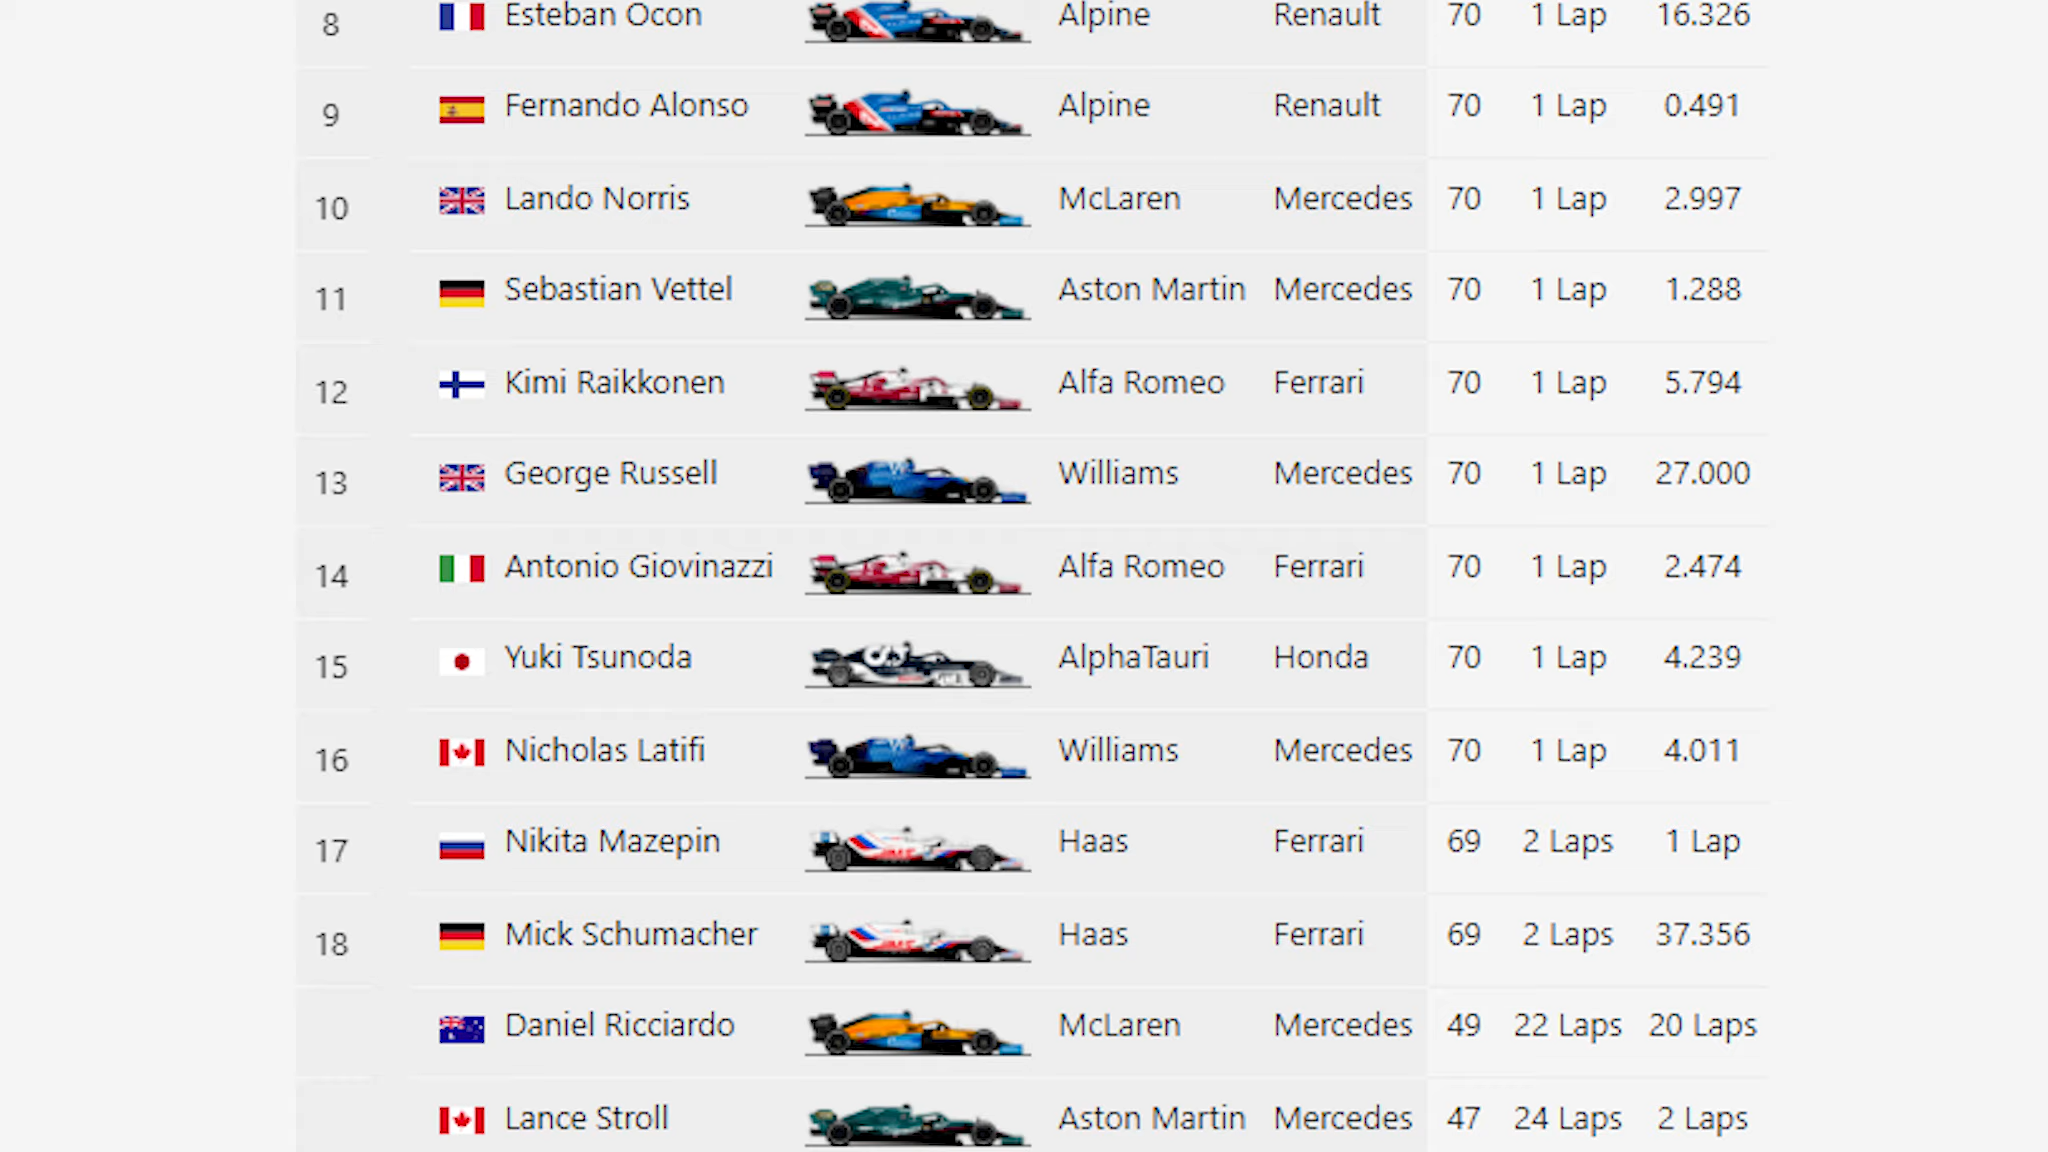 8 Esteban Ocon Alpine Renault 70 1 Lap 16.326
9 Fernando Alonso Alpine Renault 70 1 Lap 0.491
10 Lando Norris McLaren Mercedes 70 1 Lap 2.997
11 Sebastian Vettel Aston Martin Mercedes 70 1 Lap 1.288
12 Kimi Raikkonen Alfa Romeo Ferrari 70 1 Lap 5.794
13 George Russell Williams Mercedes 70 1 Lap 27.000
14 Antonio Giovinazzi Alfa Romeo Ferrari 70 1 Lap 2.474
15 Yuki Tsunoda AlphaTauri Honda 70 1 Lap 4.239
16 Nicholas Latifi Williams Mercedes 70 1 Lap 4.011
17 Nikita Mazepin Haas Ferrari 69 2 Laps 1 Lap
18 Mick Schumacher Haas Ferrari 69 2 Laps 37.356
Daniel Ricciardo McLaren Mercedes 49 22 Laps 20 Laps
Lance Stroll Aston Martin Mercedes 47 24 Laps 2 Laps